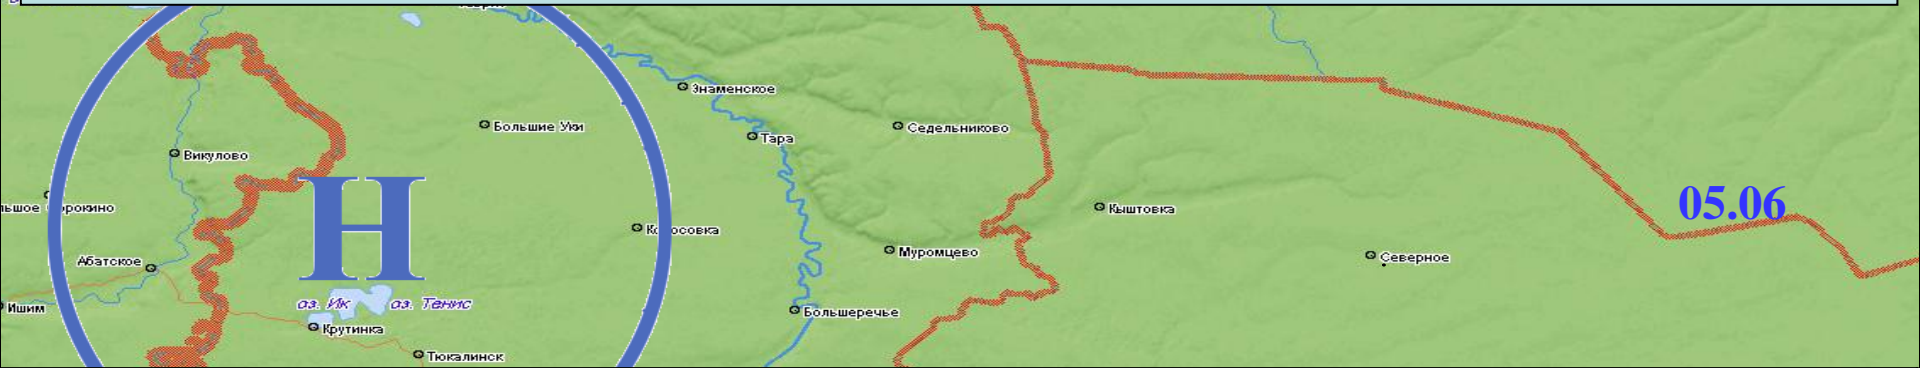 Знаменское
Большие Уки
Седельниково
Тара
Викулово
Н
05.06
Кыштовка
Колосовка
Муромцево
Абатское
Северное
оз. Ик
оз. Тенис
Ишим
Большеречье
Крутинка
Тюкалинск